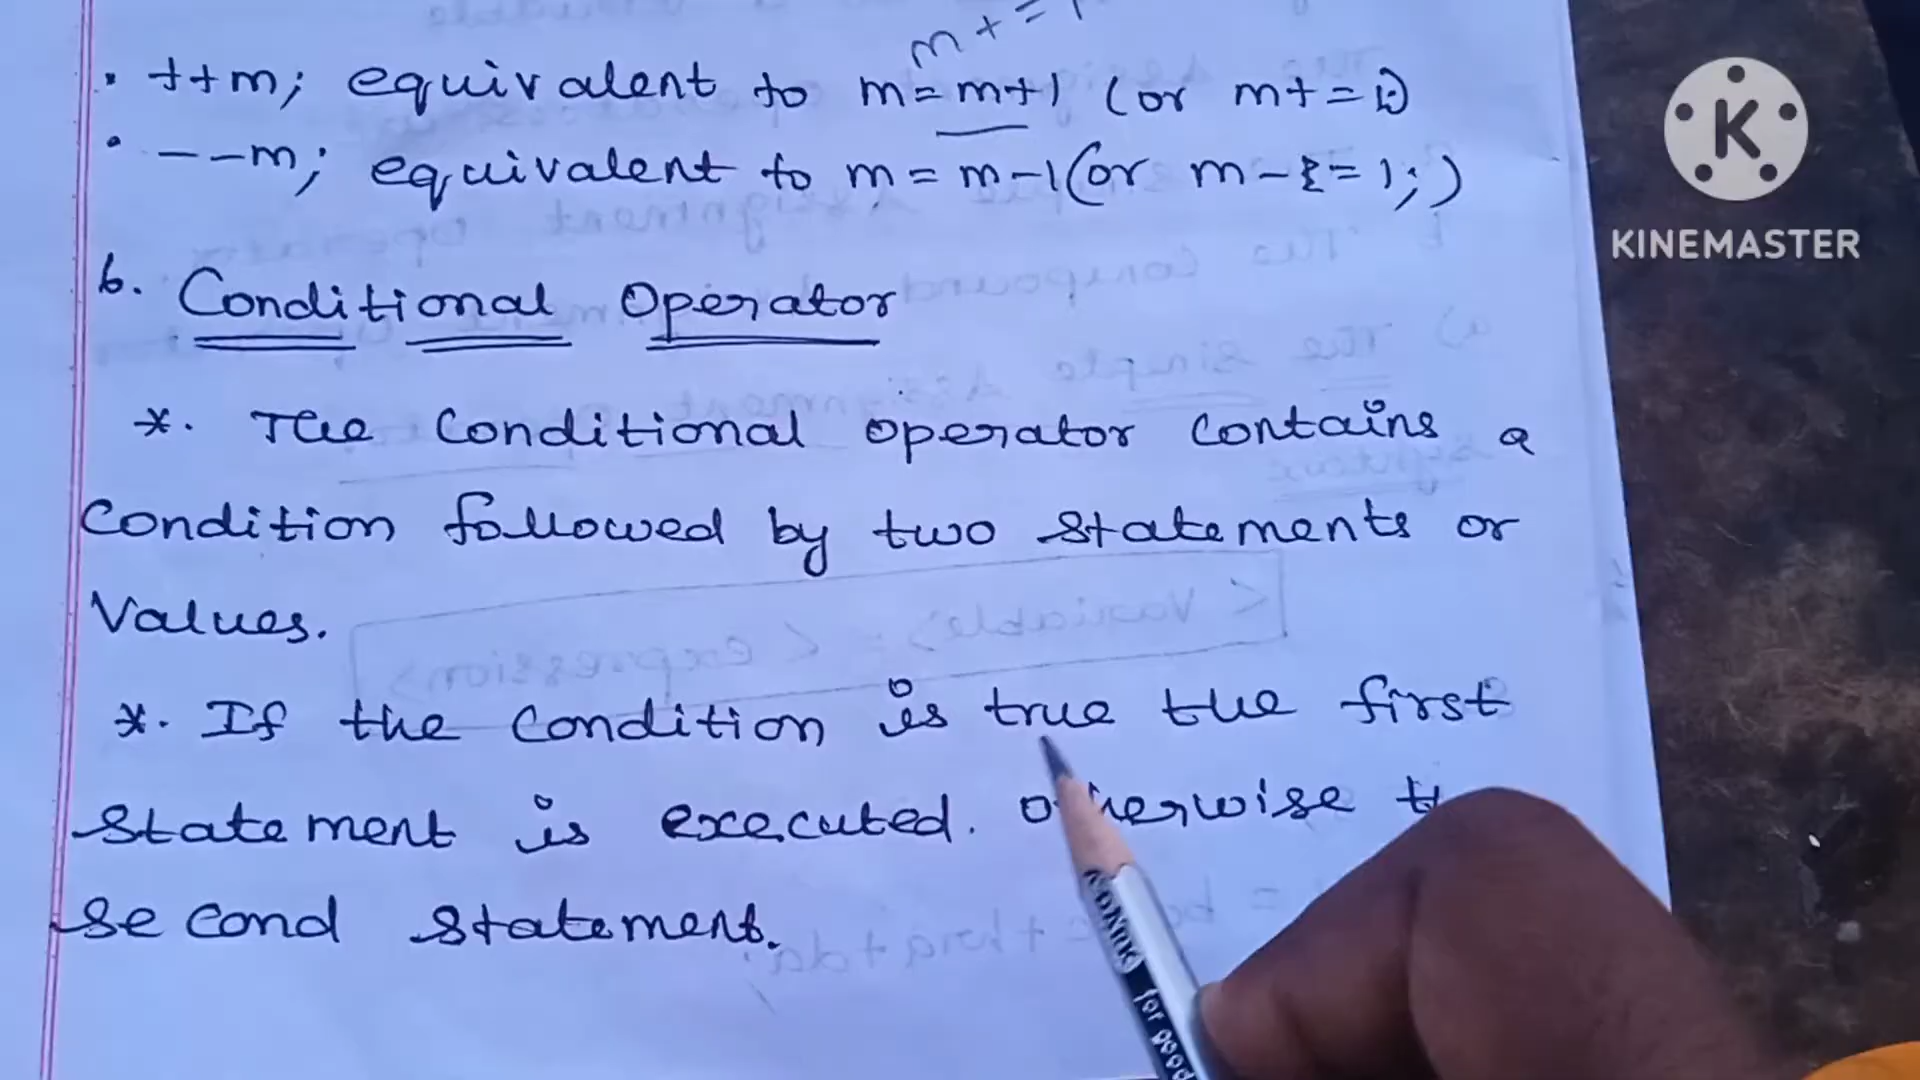 m+=1
• ++m; equivalent to m=m+1 (or m+=1;)
• --m; equivalent to m=m-1 (or m-=1;)
6. Conditional Operator
*. The conditional operator contains a
condition followed by two statements or
values.
*. If the condition is true the first
statement is executed. otherwise
second statement.
K
KINEMASTER
for good